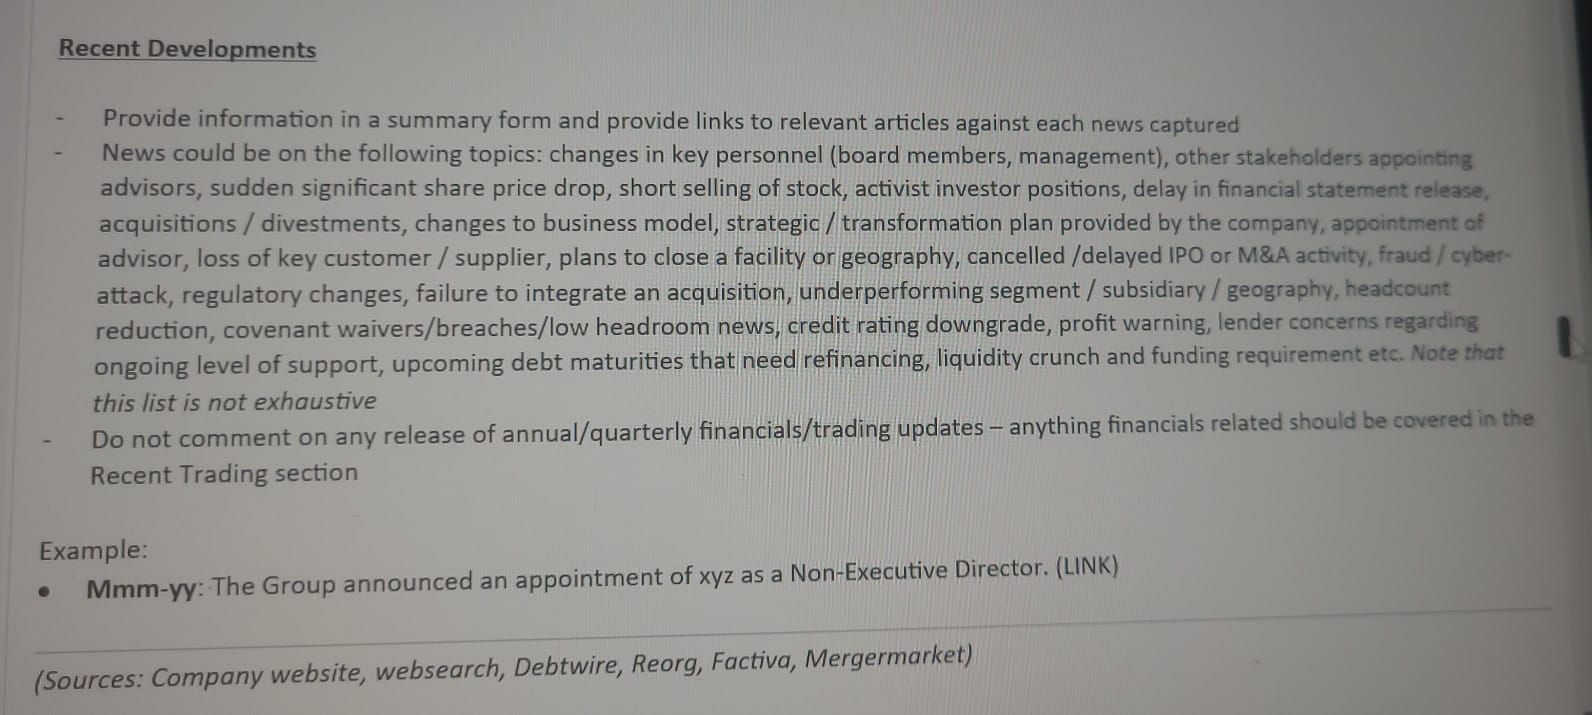 Recent Developments
- Provide information in a summary form and provide links to relevant articles against each news captured
- News could be on the following topics: changes in key personnel (board members, management), other stakeholders appointing
advisors, sudden significant share price drop, short selling of stock, activist investor positions, delay in financial statement release,
acquisitions / divestments, changes to business model, strategic / transformation plan provided by the company, appointment of
advisor, loss of key customer / supplier, plans to close a facility or geography, cancelled /delayed IPO or M&A activity, fraud / cyber-
attack, regulatory changes, failure to integrate an acquisition, underperforming segment / subsidiary / geography, headcount
reduction, covenant waivers/breaches/low headroom news, credit rating downgrade, profit warning, lender concerns regarding
ongoing level of support, upcoming debt maturities that need refinancing, liquidity crunch and funding requirement etc. Note that
this list is not exhaustive
- Do not comment on any release of annual/quarterly financials/trading updates – anything financials related should be covered in the
Recent Trading section
Example:
• Mmm-yy: The Group announced an appointment of xyz as a Non-Executive Director. (LINK)
(Sources: Company website, websearch, Debtwire, Reorg, Factiva, Mergermarket)